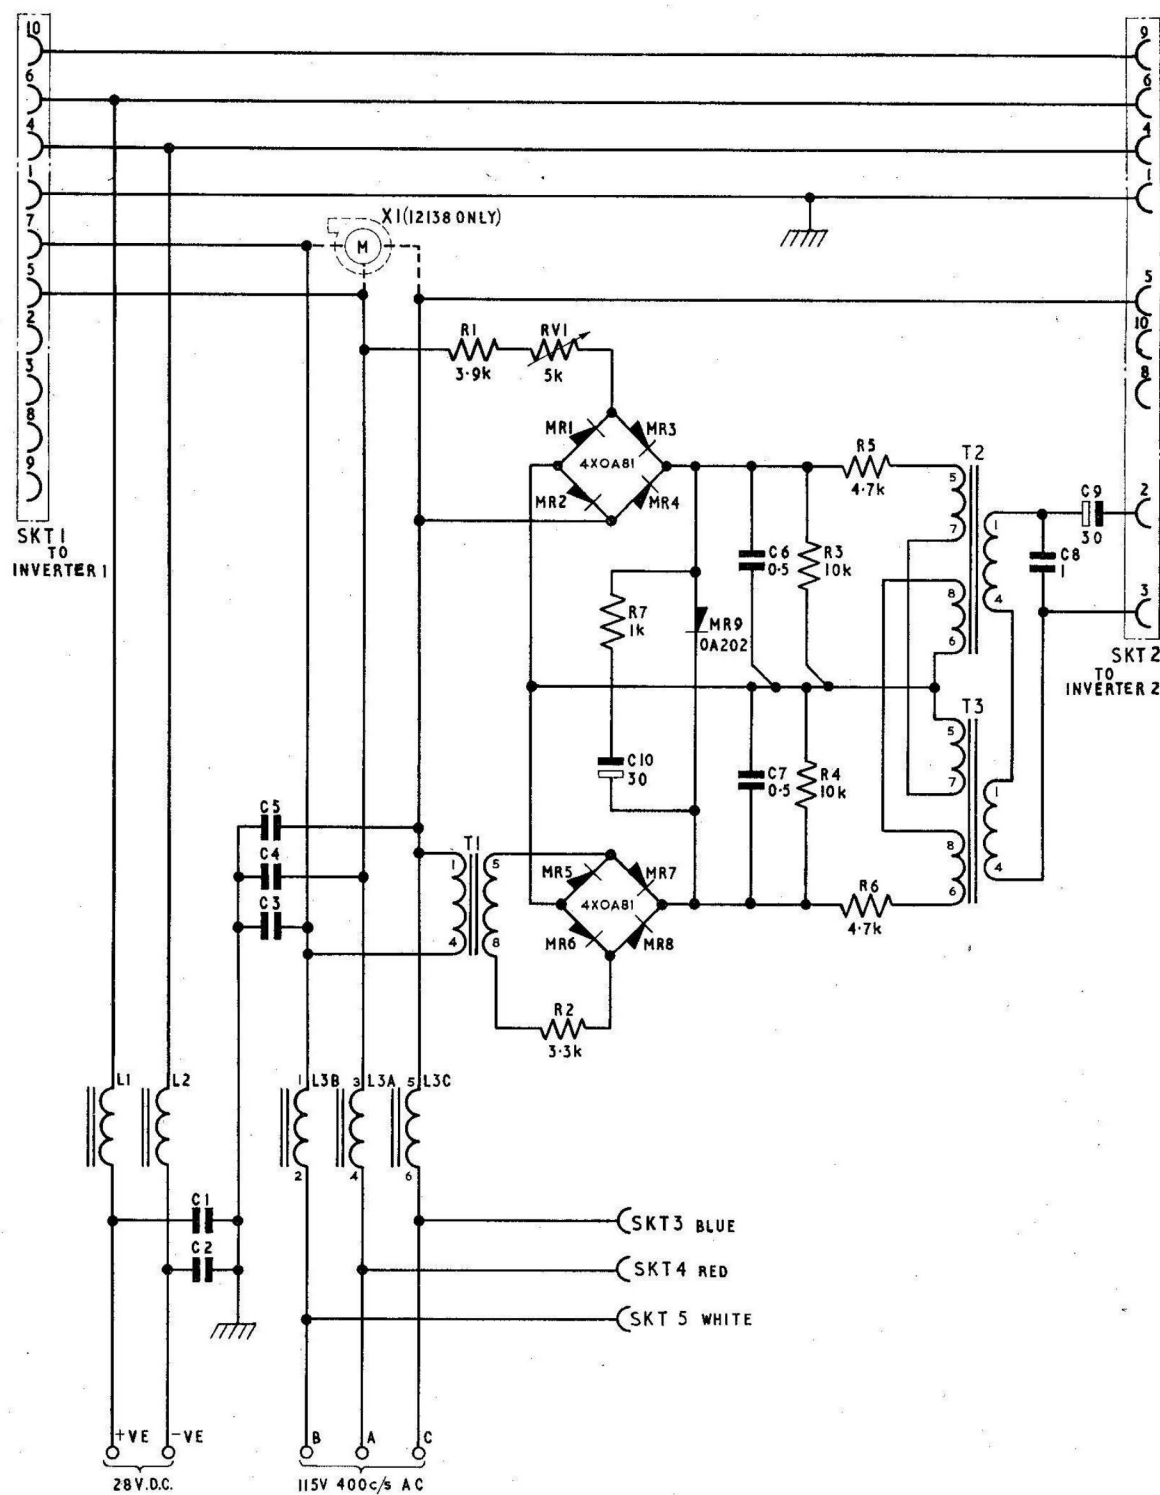 10
9
6
6
4
4
1
1
7
X1(12138 ONLY)
M
5
5
2
10
3
8
8
9
R1
RV1
3·9k
5k
MR1
MR3
4XOA81
MR2
MR4
R5
4·7k
T2
5
7
C9
30
2
1
C8
1
SKT1
TO
INVERTER 1
C6
0·5
R3
10k
8
6
4
3
R7
1k
MR9
OA202
SKT 2
TO
INVERTER 2
T3
5
7
C10
30
C7
0·5
R4
10k
1
C5
C4
C3
T1
1
5
4
8
MR5
MR7
4XOA81
MR6
MR8
8
6
4
R6
4·7k
R2
3·3k
L1
L2
1 L3B
3 L3A
5 L3C
2
4
6
C1
C2
SKT3 BLUE
SKT4 RED
SKT 5 WHITE
+VE
-VE
B
A
C
28V.D.C.
115V 400c/s AC